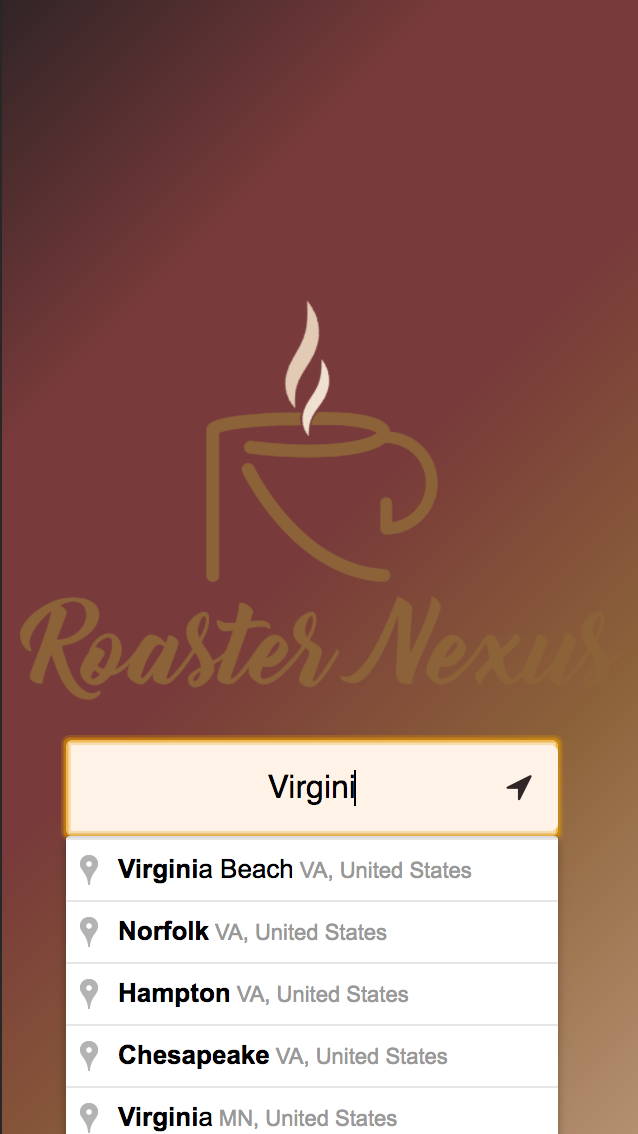 Roaster Nexus
Virgini
Virginia Beach VA, United States
Norfolk VA, United States
Hampton VA, United States
Chesapeake VA, United States
Virginia MN, United States